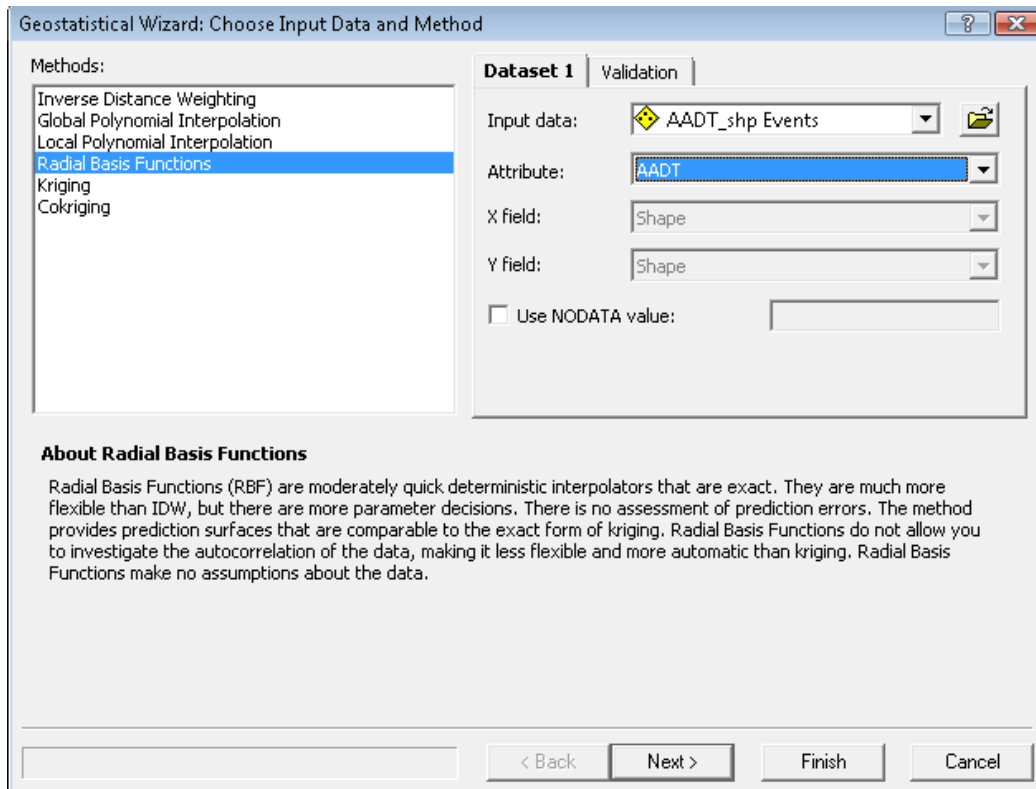 Geostatistical Wizard: Choose Input Data and Method
Methods:
Inverse Distance Weighting
Global Polynomial Interpolation
Local Polynomial Interpolation
Radial Basis Functions
Kriging
Cokriging
Dataset 1
Validation
Input data:
AADT_shp Events
Attribute:
AADT
X field:
Shape
Y field:
Shape
Use NODATA value:
About Radial Basis Functions
Radial Basis Functions (RBF) are moderately quick deterministic interpolators that are exact. They are much more
flexible than IDW, but there are more parameter decisions. There is no assessment of prediction errors. The method
provides prediction surfaces that are comparable to the exact form of kriging. Radial Basis Functions do not allow you
to investigate the autocorrelation of the data, making it less flexible and more automatic than kriging. Radial Basis
Functions make no assumptions about the data.
< Back
Next >
Finish
Cancel